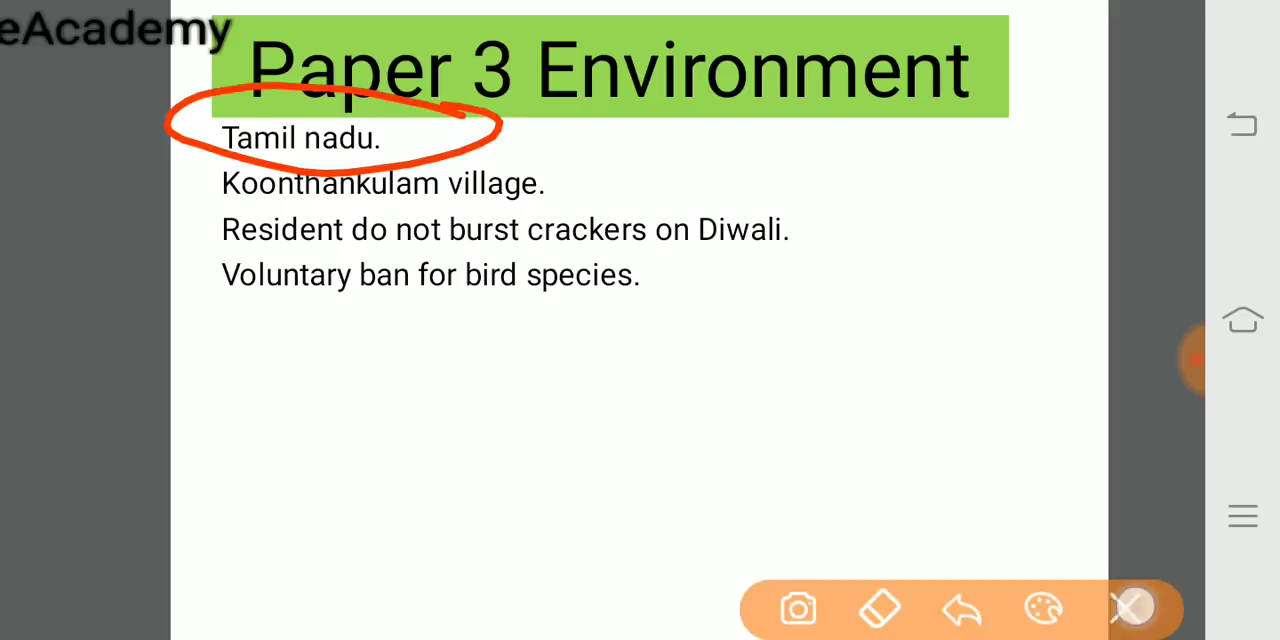 eAcademy
Paper 3 Environment
Tamil nadu.
Koonthankulam village.
Resident do not burst crackers on Diwali.
Voluntary ban for bird species.